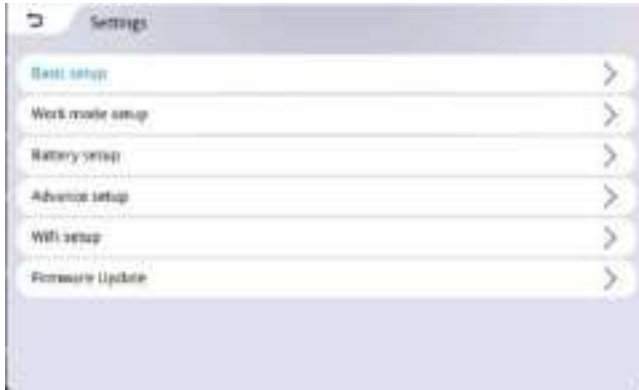 Settings
Basic setup
Work mode setup
Battery setup
Advance setup
WiFi setup
Firmware Update